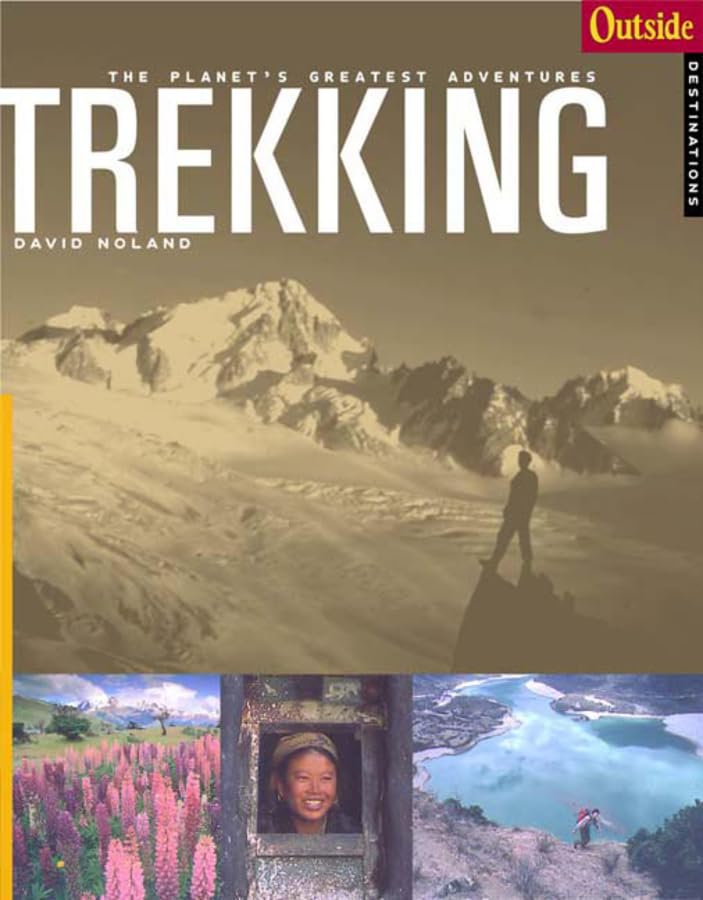 Outside
DESTINATIONS
THE PLANET'S GREATEST ADVENTURES
TREKKING
DAVID NOLAND